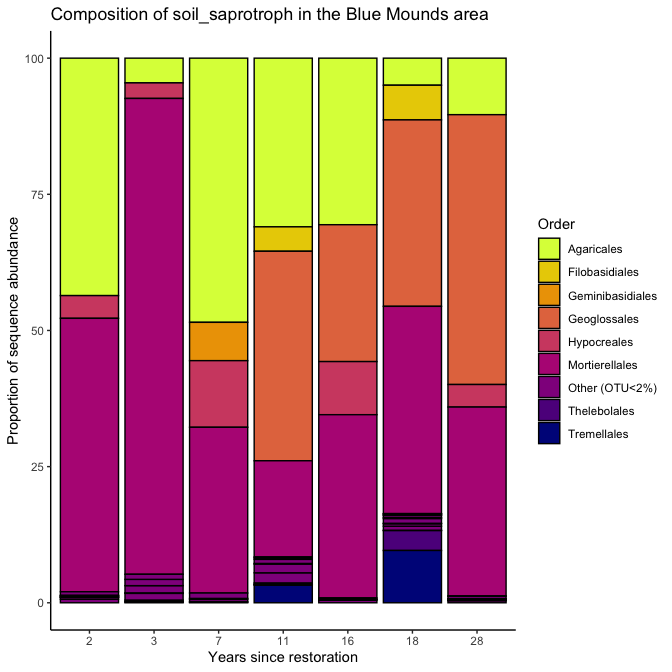 Composition of soil_saprotroph in the Blue Mounds area
Proportion of sequence abundance
100
75
50
25
0
2 3 7 11 16 18 28
Years since restoration
Order
Agaricales
Filobasidiales
Geminibasidiales
Geoglossales
Hypocreales
Mortierellales
Other (OTU<2%)
Thelebolales
Tremellales